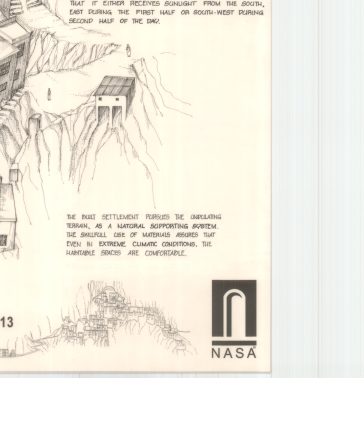 THAT IT EITHER RECEIVES SUNLIGHT FROM THE SOUTH,
EAST DURING THE FIRST HALF OR SOUTH-WEST DURING
SECOND HALF OF THE DAY.
THE BUILT SETTLEMENT PURSUES THE UNDULATING
TERRAIN, AS A NATURAL SUPPORTING SYSTEM.
THE SKILLFULL USE OF MATERIALS ASSURES THAT
EVEN IN EXTREME CLIMATIC CONDITIONS, THE
HABITABLE SPACES ARE COMFORTABLE.
13
NASA